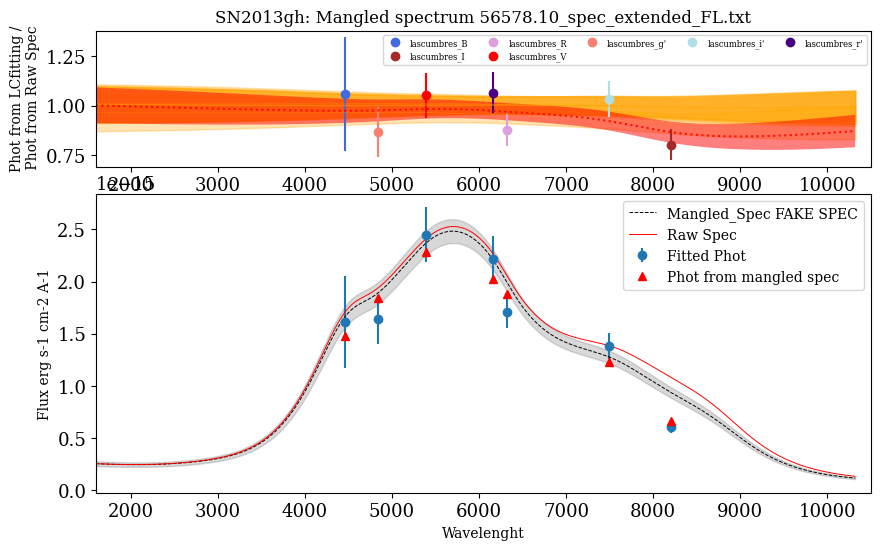 SN2013gh: Mangled spectrum 56578.10_spec_extended_FL.txt
Phot from LCfitting /
Phot from Raw Spec
1.25
1.00
0.75
lascumbres_B
lascumbres_R
lascumbres_g'
lascumbres_i'
lascumbres_r'
lascumbres_I
lascumbres_V
2000 3000 4000 5000 6000 7000 8000 9000 10000
1e−15
Flux erg s-1 cm-2 A-1
2.5
2.0
1.5
1.0
0.5
0.0
Mangled_Spec FAKE SPEC
Raw Spec
Fitted Phot
Phot from mangled spec
2000 3000 4000 5000 6000 7000 8000 9000 10000
Wavelenght